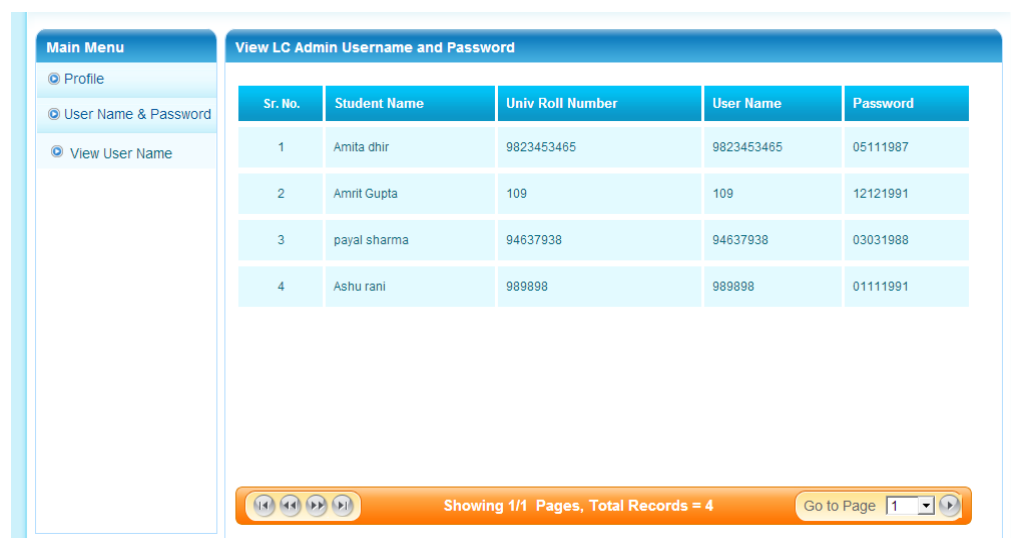 Main Menu
Profile
User Name & Password
View User Name
View LC Admin Username and Password
Sr. No. Student Name Univ Roll Number User Name Password
1 Amita dhir 9823453465 9823453465 05111987
2 Amrit Gupta 109 109 12121991
3 payal sharma 94637938 94637938 03031988
4 Ashu rani 989898 989898 01111991
Showing 1/1 Pages, Total Records = 4 Go to Page 1